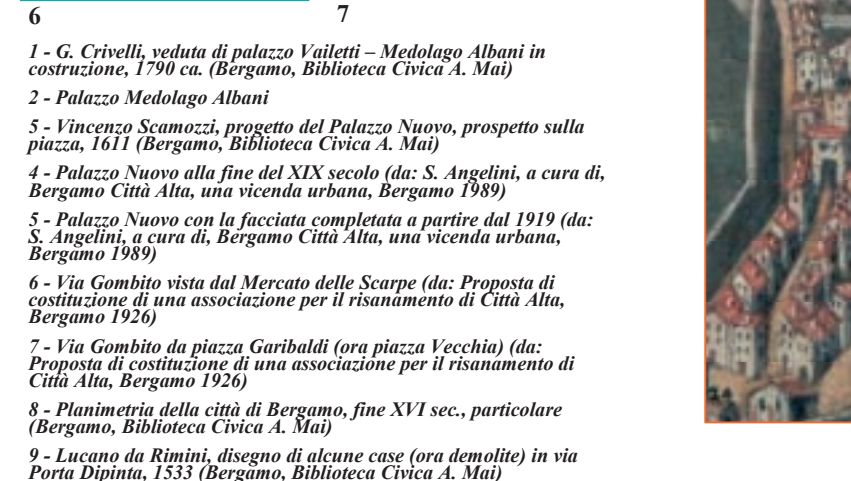 6 7
1 - G. Crivelli, veduta di palazzo Vailetti – Medolago Albani in
costruzione, 1790 ca. (Bergamo, Biblioteca Civica A. Mai)
2 - Palazzo Medolago Albani
5 - Vincenzo Scamozzi, progetto del Palazzo Nuovo, prospetto sulla
piazza, 1611 (Bergamo, Biblioteca Civica A. Mai)
4 - Palazzo Nuovo alla fine del XIX secolo (da: S. Angelini, a cura di,
Bergamo Città Alta, una vicenda urbana, Bergamo 1989)
5 - Palazzo Nuovo con la facciata completata a partire dal 1919 (da:
S. Angelini, a cura di, Bergamo Città Alta, una vicenda urbana,
Bergamo 1989)
6 - Via Gombito vista dal Mercato delle Scarpe (da: Proposta di
costituzione di una associazione per il risanamento di Città Alta,
Bergamo 1926)
7 - Via Gombito da piazza Garibaldi (ora piazza Vecchia) (da:
Proposta di costituzione di una associazione per il risanamento di
Città Alta, Bergamo 1926)
8 - Planimetria della città di Bergamo, fine XVI sec., particolare
(Bergamo, Biblioteca Civica A. Mai)
9 - Lucano da Rimini, disegno di alcune case (ora demolite) in via
Porta Dipinta, 1533 (Bergamo, Biblioteca Civica A. Mai)